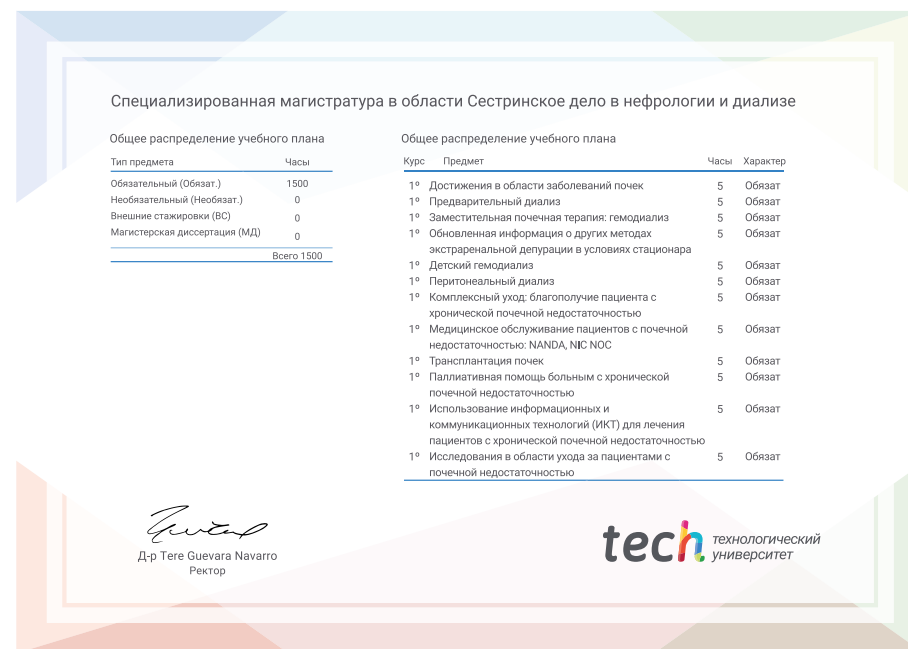 Специализированная магистратура в области Сестринское дело в нефрологии и диализе
Общее распределение учебного плана
Тип предмета Часы
Обязательный (Обязат.) 1500
Необязательный (Необязат.) 0
Внешние стажировки (ВС) 0
Магистерская диссертация (МД) 0
Всего 1500
Общее распределение учебного плана
Курс Предмет Часы Характер
1º Достижения в области заболеваний почек 5 Обязат
1º Предварительный диализ 5 Обязат
1º Заместительная почечная терапия: гемодиализ 5 Обязат
1º Обновленная информация о других методах 5 Обязат
экстраренальной депурации в условиях стационара
1º Детский гемодиализ 5 Обязат
1º Перитонеальный диализ 5 Обязат
1º Комплексный уход: благополучие пациента с 5 Обязат
хронической почечной недостаточностью
1º Медицинское обслуживание пациентов с почечной 5 Обязат
недостаточностью: NANDA, NIC NOC
1º Трансплантация почек 5 Обязат
1º Паллиативная помощь больным с хронической 5 Обязат
почечной недостаточностью
1º Использование информационных и 5 Обязат
коммуникационных технологий (ИКТ) для лечения
пациентов с хронической почечной недостаточностью
1º Исследования в области ухода за пациентами с 5 Обязат
почечной недостаточностью
Д-р Tere Guevara Navarro
Ректор
tech технологический
университет